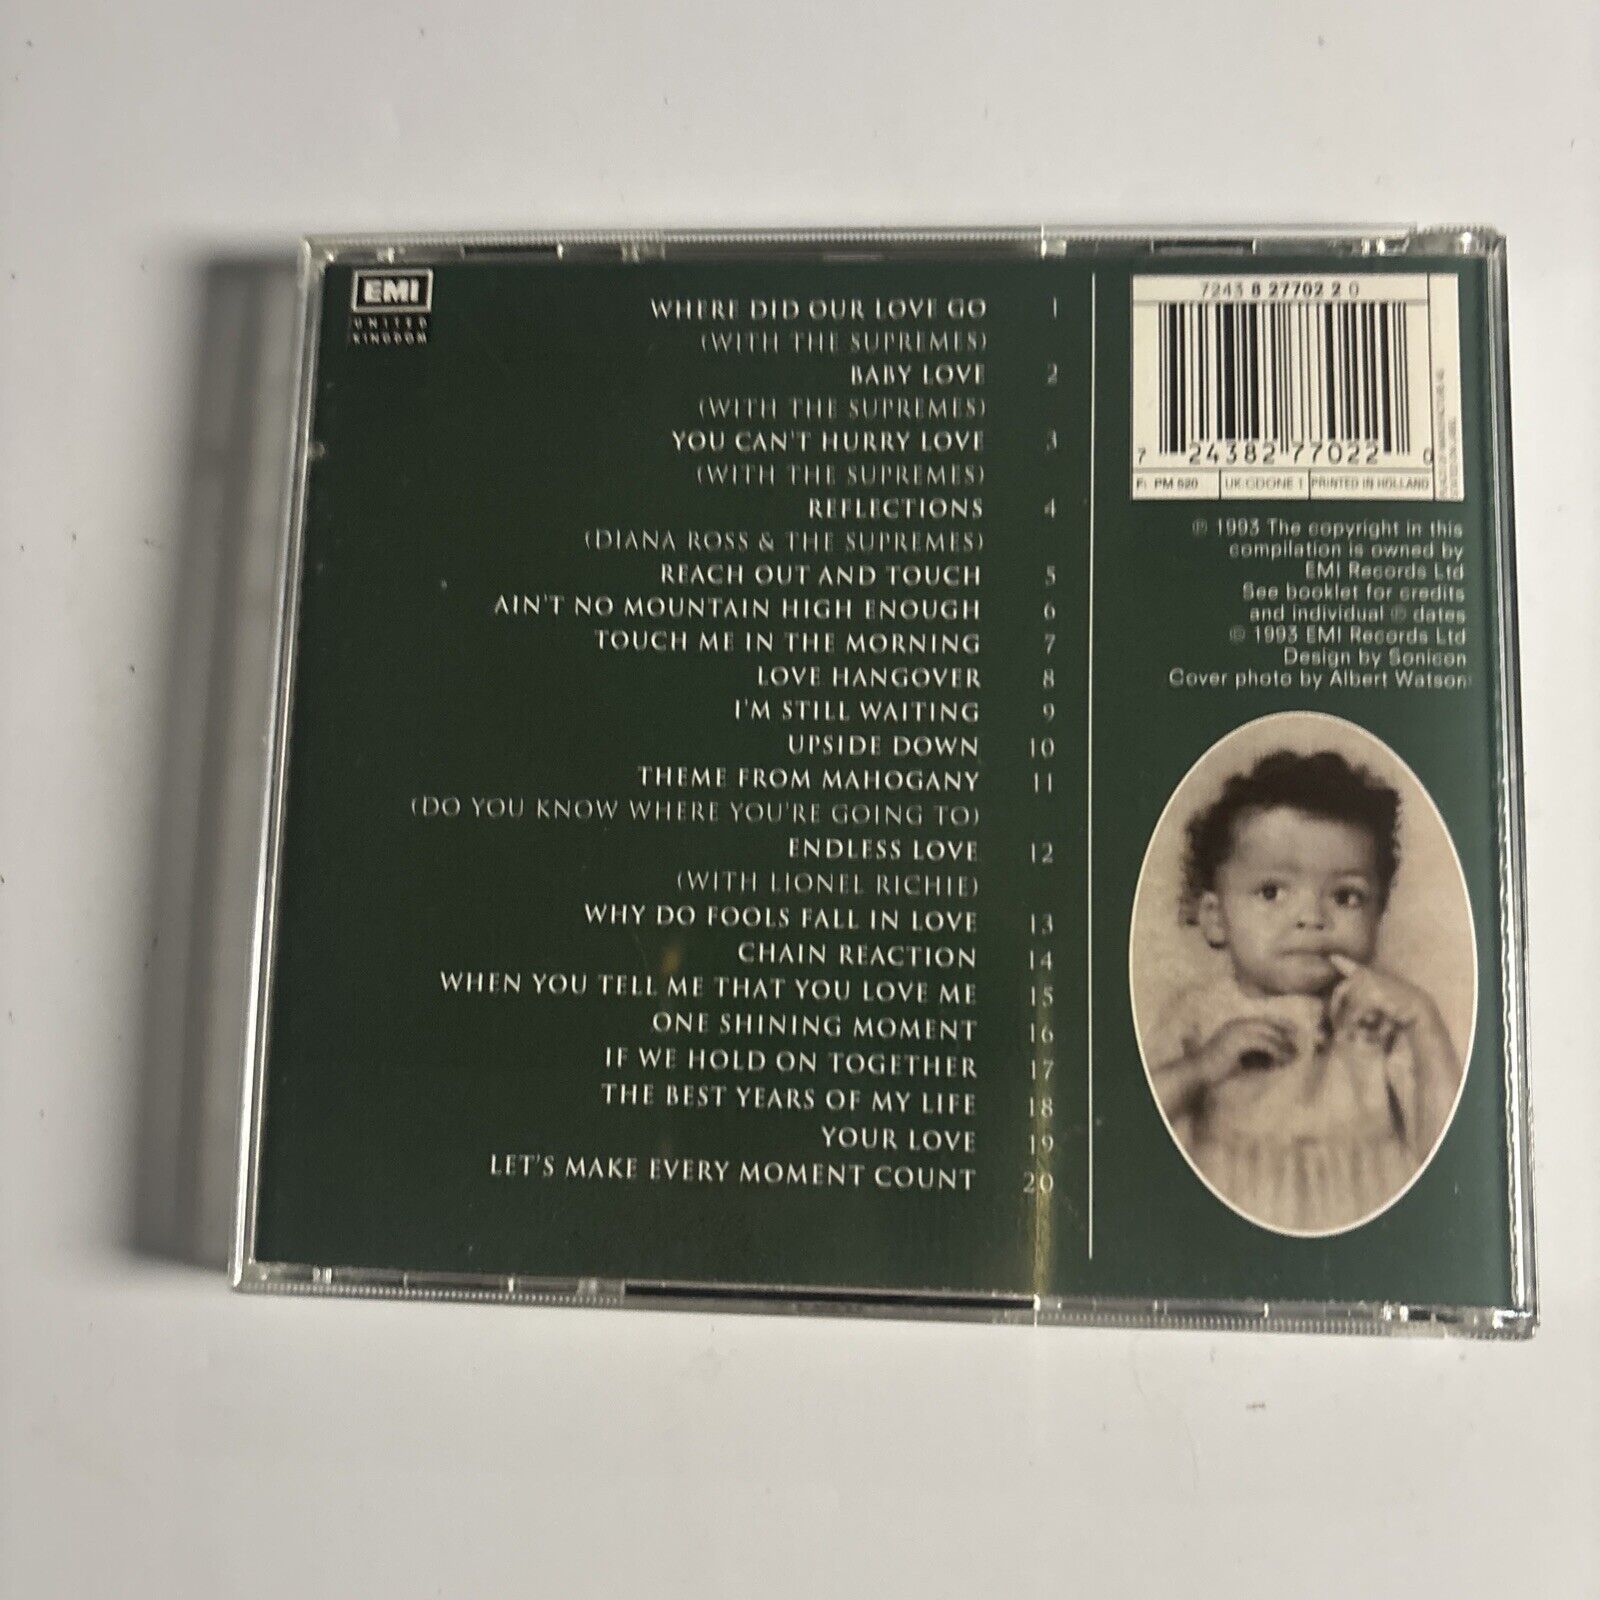 EMI
UNITED
KINGDOM
WHERE DID OUR LOVE GO 1
(WITH THE SUPREMES)
BABY LOVE 2
(WITH THE SUPREMES)
YOU CAN'T HURRY LOVE 3
(WITH THE SUPREMES)
REFLECTIONS 4
(DIANA ROSS & THE SUPREMES)
REACH OUT AND TOUCH 5
AIN'T NO MOUNTAIN HIGH ENOUGH 6
TOUCH ME IN THE MORNING 7
LOVE HANGOVER 8
I'M STILL WAITING 9
UPSIDE DOWN 10
THEME FROM MAHOGANY 11
(DO YOU KNOW WHERE YOU'RE GOING TO)
ENDLESS LOVE 12
(WITH LIONEL RICHIE)
WHY DO FOOLS FALL IN LOVE 13
CHAIN REACTION 14
WHEN YOU TELL ME THAT YOU LOVE ME 15
ONE SHINING MOMENT 16
IF WE HOLD ON TOGETHER 17
THE BEST YEARS OF MY LIFE 18
YOUR LOVE 19
LET'S MAKE EVERY MOMENT COUNT 20
7243 8 27702 2 0
7 24382 77022 0
F: PM 520 UK:CDONE 1 PRINTED IN HOLLAND
℗ 1993 The copyright in this
compilation is owned by
EMI Records Ltd
See booklet for credits
and individual ℗ dates
© 1993 EMI Records Ltd
Design by Sonicon
Cover photo by Albert Watson